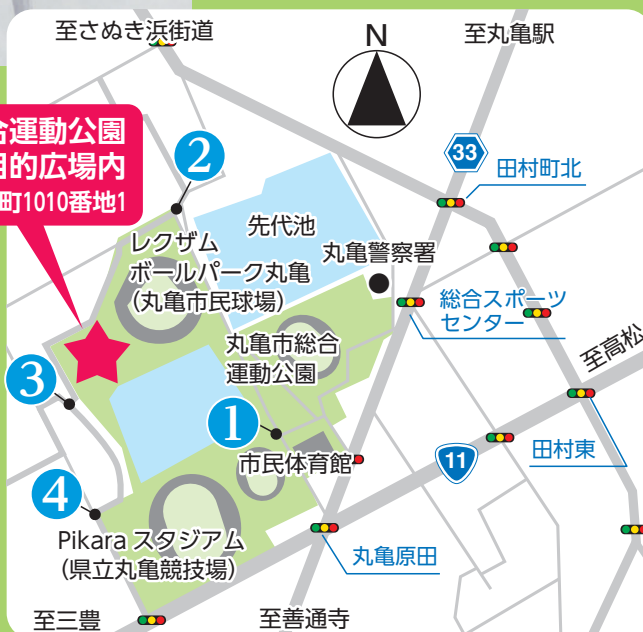 至さぬき浜街道
N
至丸亀駅
合運動公園
目的広場内
町1010番地1
2
33
田村町北
先代池
レクザム
ボールパーク丸亀
（丸亀市民球場）
丸亀警察署
総合スポーツ
センター
丸亀市総合
運動公園
至高松
3
1
市民体育館
11
田村東
4
Pikara スタジアム
（県立丸亀競技場）
丸亀原田
至三豊
至善通寺